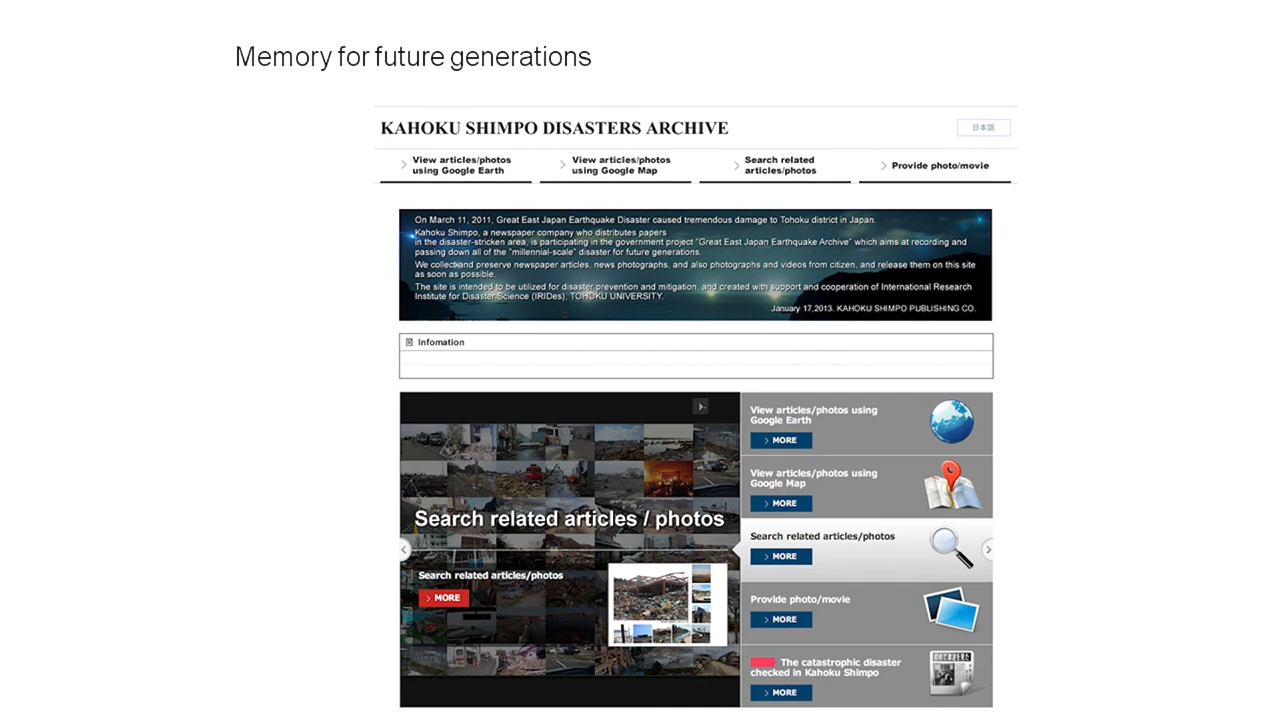 Memory for future generations
KAHOKU SHIMPO DISASTERS ARCHIVE
日本語
View articles/photos
using Google Earth
View articles/photos
using Google Map
Search related
articles/photos
Provide photo/movie
On March 11, 2011, Great East Japan Earthquake Disaster caused tremendous damage to Tohoku district in Japan.
Kahoku Shimpo, a newspaper company who distributes papers
in the disaster-stricken area, is participating in the government project "Great East Japan Earthquake Archive" which aims at recording and
passing down all of the "millennial-scale" disaster for future generations.
We collect and preserve newspaper articles, news photographs, and also photographs and videos from citizen, and release them on this site
as soon as possible.
The site is intended to be utilized for disaster prevention and mitigation, and created with support and cooperation of International Research
Institute for Disaster Science (IRIDes), TOHOKU UNIVERSITY.
January 17,2013. KAHOKU SHIMPO PUBLISHING CO.
Infomation
Search related articles / photos
Search related articles/photos
MORE
View articles/photos using
Google Earth
MORE
View articles/photos using
Google Map
MORE
Search related articles/photos
MORE
Provide photo/movie
MORE
The catastrophic disaster
checked in Kahoku Shimpo
MORE